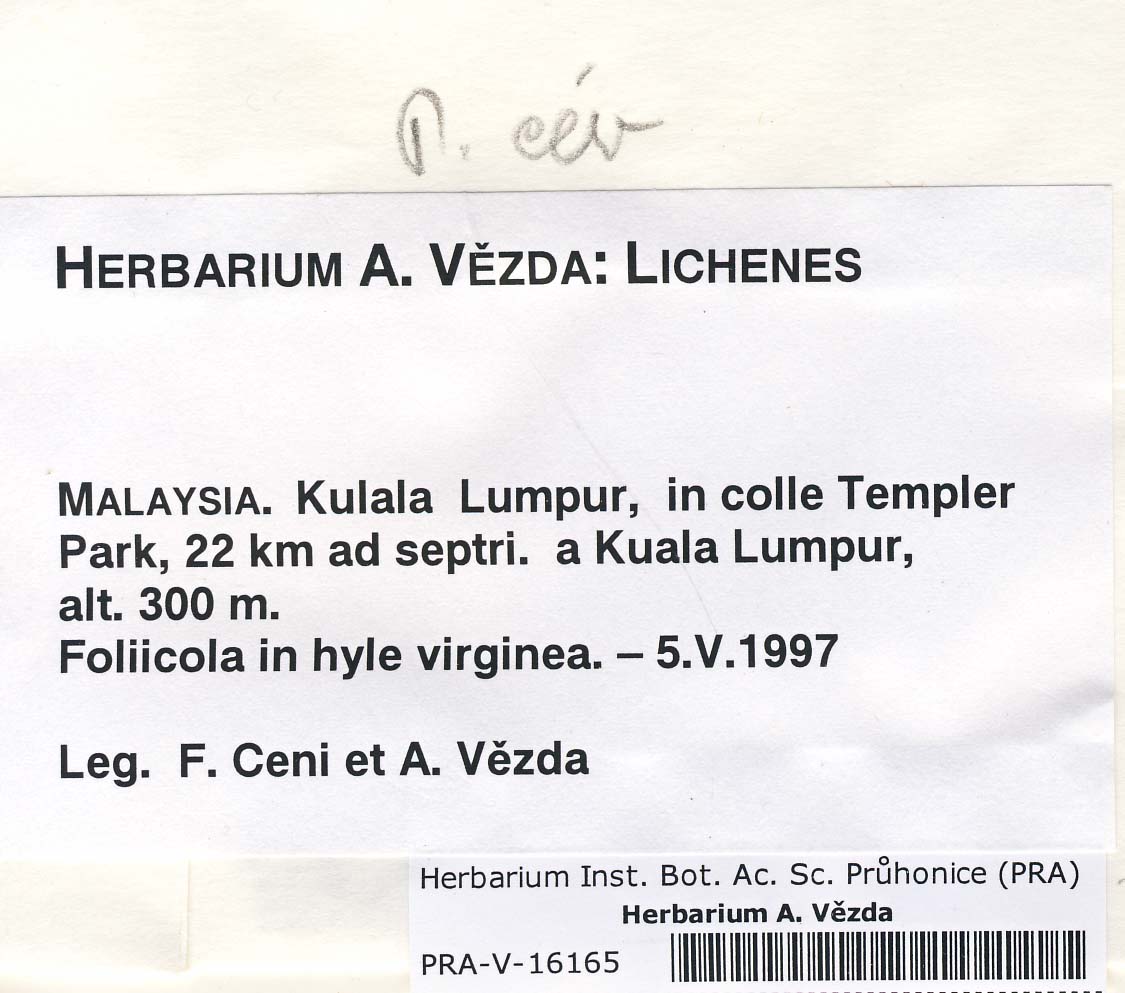 HERBARIUM A. VĚZDA: LICHENES
MALAYSIA. Kulala Lumpur, in colle Templer
Park, 22 km ad septri. a Kuala Lumpur,
alt. 300 m.
Foliicola in hyle virginea. – 5.V.1997
Leg. F. Ceni et A. Vězda
Herbarium Inst. Bot. Ac. Sc. Průhonice (PRA)
Herbarium A. Vězda
PRA-V-16165